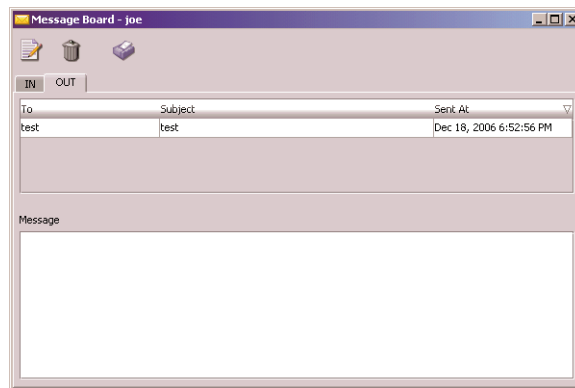 Message Board - joe
IN OUT
To Subject Sent At
test test Dec 18, 2006 6:52:56 PM
Message